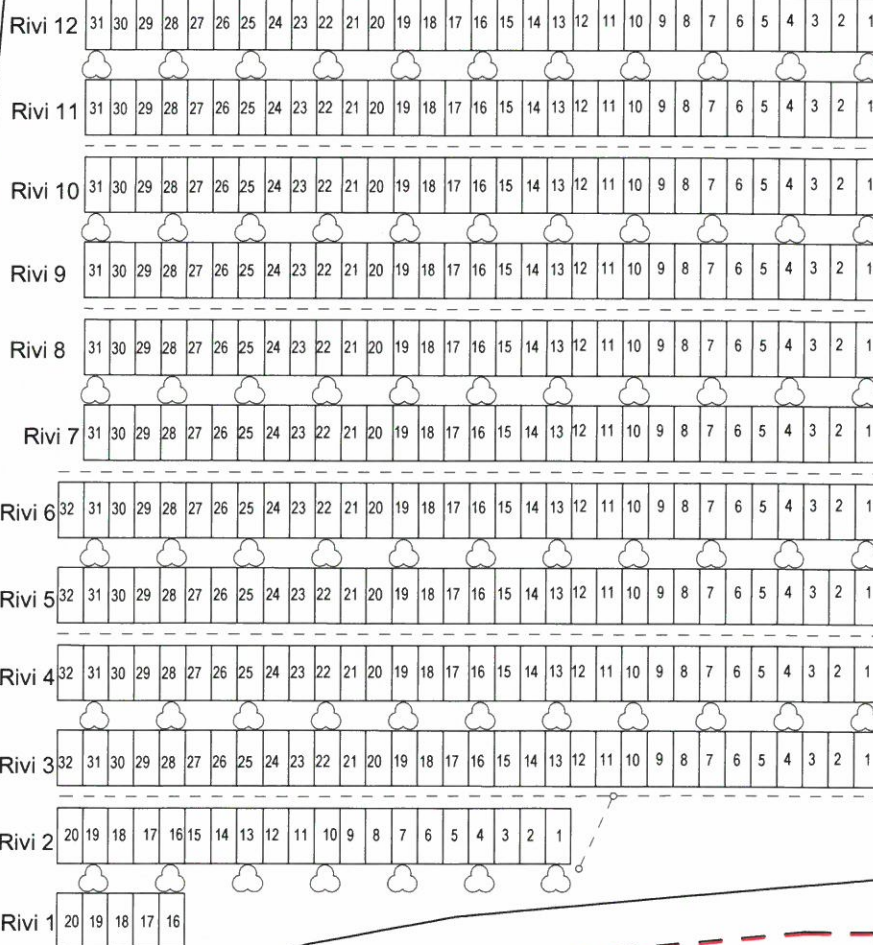 Rivi 12 31 30 29 28 27 26 25 24 23 22 21 20 19 18 17 16 15 14 13 12 11 10 9 8 7 6 5 4 3 2 1
Rivi 11 31 30 29 28 27 26 25 24 23 22 21 20 19 18 17 16 15 14 13 12 11 10 9 8 7 6 5 4 3 2 1
Rivi 10 31 30 29 28 27 26 25 24 23 22 21 20 19 18 17 16 15 14 13 12 11 10 9 8 7 6 5 4 3 2 1
Rivi 9 31 30 29 28 27 26 25 24 23 22 21 20 19 18 17 16 15 14 13 12 11 10 9 8 7 6 5 4 3 2 1
Rivi 8 31 30 29 28 27 26 25 24 23 22 21 20 19 18 17 16 15 14 13 12 11 10 9 8 7 6 5 4 3 2 1
Rivi 7 31 30 29 28 27 26 25 24 23 22 21 20 19 18 17 16 15 14 13 12 11 10 9 8 7 6 5 4 3 2 1
Rivi 6 32 31 30 29 28 27 26 25 24 23 22 21 20 19 18 17 16 15 14 13 12 11 10 9 8 7 6 5 4 3 2 1
Rivi 5 32 31 30 29 28 27 26 25 24 23 22 21 20 19 18 17 16 15 14 13 12 11 10 9 8 7 6 5 4 3 2 1
Rivi 4 32 31 30 29 28 27 26 25 24 23 22 21 20 19 18 17 16 15 14 13 12 11 10 9 8 7 6 5 4 3 2 1
Rivi 3 32 31 30 29 28 27 26 25 24 23 22 21 20 19 18 17 16 15 14 13 12 11 10 9 8 7 6 5 4 3 2 1
Rivi 2 20 19 18 17 16 15 14 13 12 11 10 9 8 7 6 5 4 3 2 1
Rivi 1 20 19 18 17 16